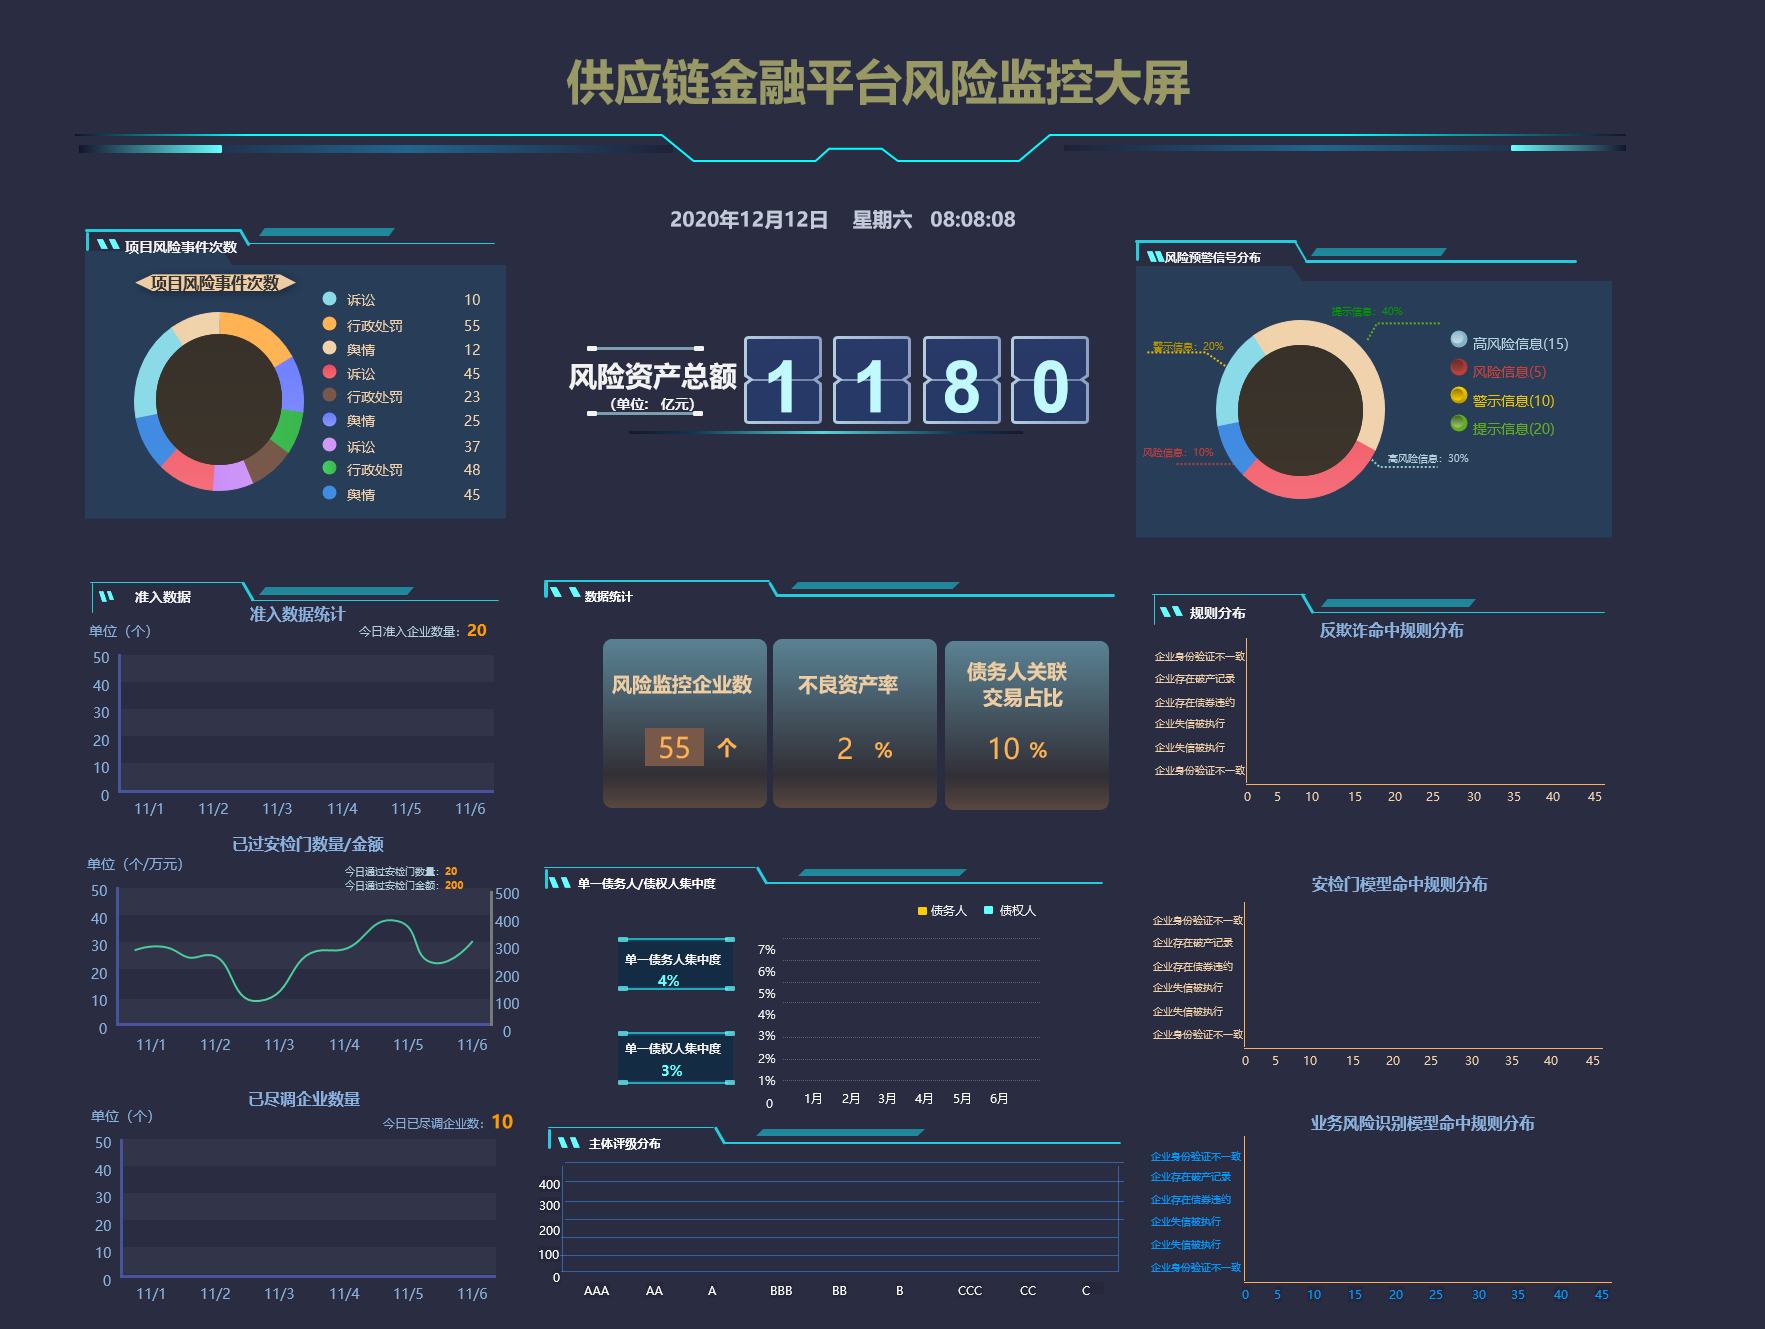 供应链金融平台风险监控大屏
2020年12月12日 星期六 08:08:08
项目风险事件次数
项目风险事件次数
诉讼 10
行政处罚 55
舆情 12
诉讼 45
行政处罚 23
舆情 25
诉讼 37
行政处罚 48
舆情 45
风险资产总额
(单位: 亿元)
1 1 8 0
风险预警信号分布
提示信息: 40%
警示信息: 20%
风险信息: 10%
高风险信息: 30%
高风险信息(15)
风险信息(5)
警示信息(10)
提示信息(20)
准入数据
准入数据统计
单位（个）
今日准入企业数量: 20
50
40
30
20
10
0
11/1 11/2 11/3 11/4 11/5 11/6
已过安检门数量/金额
单位（个/万元）
今日通过安检门数量: 20
今日通过安检门金额: 200
50 500
40 400
30 300
20 200
10 100
0 0
11/1 11/2 11/3 11/4 11/5 11/6
已尽调企业数量
单位（个）
今日已尽调企业数: 10
50
40
30
20
10
0
11/1 11/2 11/3 11/4 11/5 11/6
数据统计
风险监控企业数
55 个
不良资产率
2 %
债务人关联
交易占比
10 %
单一债务人/债权人集中度
债务人 债权人
单一债务人集中度
4%
单一债权人集中度
3%
7%
6%
5%
4%
3%
2%
1%
0
1月 2月 3月 4月 5月 6月
主体评级分布
400
300
200
100
0
AAA AA A BBB BB B CCC CC C
规则分布
反欺诈命中规则分布
企业身份验证不一致
企业存在破产记录
企业存在债券违约
企业失信被执行
企业失信被执行
企业身份验证不一致
0 5 10 15 20 25 30 35 40 45
安检门模型命中规则分布
企业身份验证不一致
企业存在破产记录
企业存在债券违约
企业失信被执行
企业失信被执行
企业身份验证不一致
0 5 10 15 20 25 30 35 40 45
业务风险识别模型命中规则分布
企业身份验证不一致
企业存在破产记录
企业存在债券违约
企业失信被执行
企业失信被执行
企业身份验证不一致
0 5 10 15 20 25 30 35 40 45